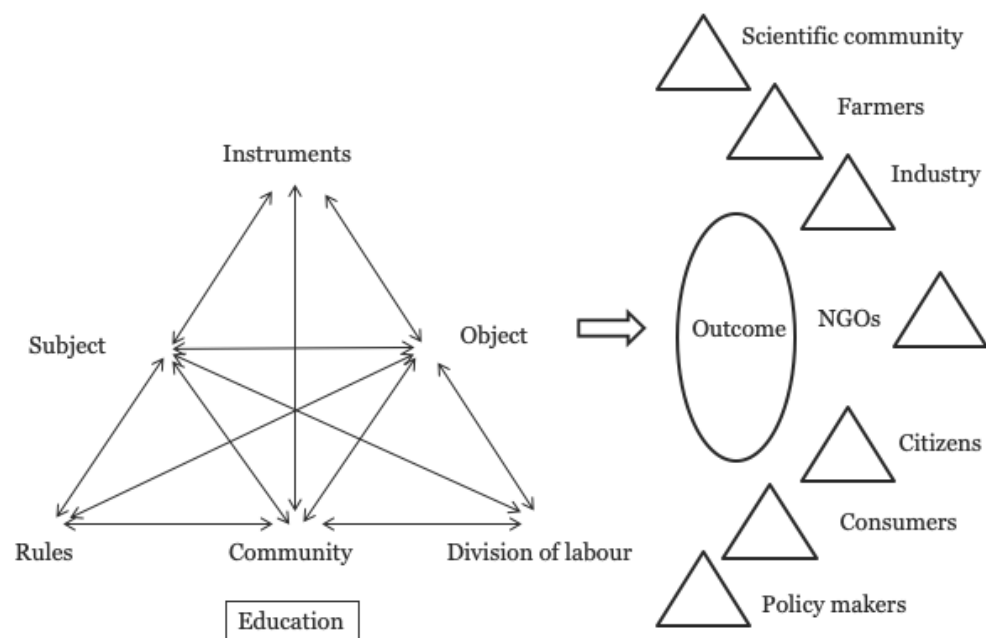 Scientific community
Farmers
Instruments
Industry
Subject
Object
Outcome
NGOs
Citizens
Consumers
Rules
Community
Division of labour
Policy makers
Education